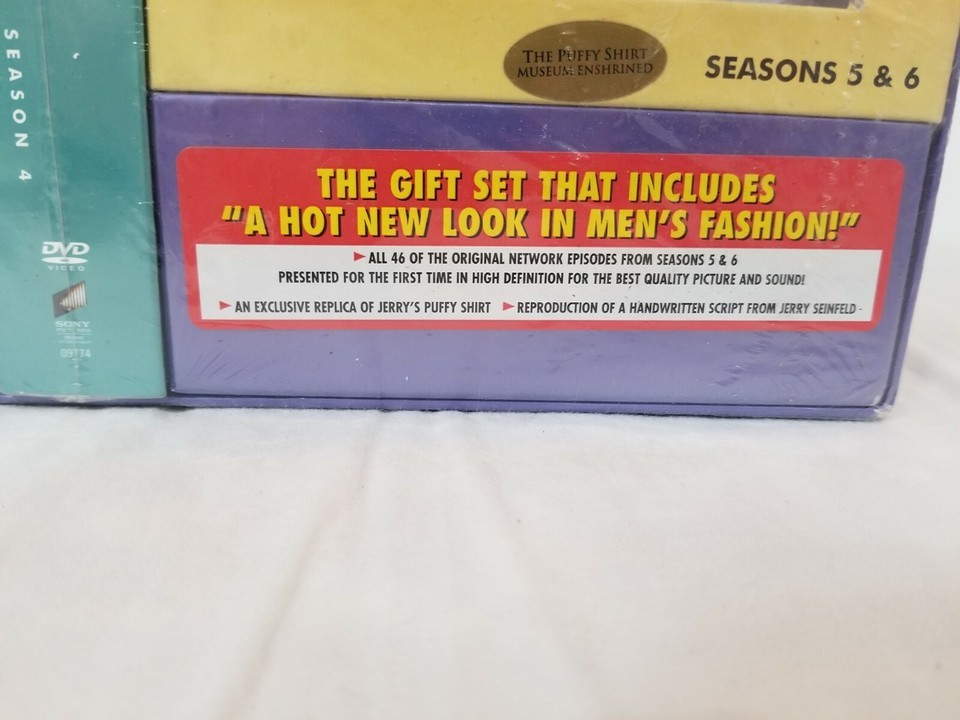 SEASON 4
DVD
VIDEO
SONY
09774
THE PUFFY SHIRT
MUSEUM ENSHRINED
SEASONS 5 & 6
THE GIFT SET THAT INCLUDES
"A HOT NEW LOOK IN MEN'S FASHION!"
ALL 46 OF THE ORIGINAL NETWORK EPISODES FROM SEASONS 5 & 6
PRESENTED FOR THE FIRST TIME IN HIGH DEFINITION FOR THE BEST QUALITY PICTURE AND SOUND!
AN EXCLUSIVE REPLICA OF JERRY'S PUFFY SHIRT
REPRODUCTION OF A HANDWRITTEN SCRIPT FROM JERRY SEINFELD